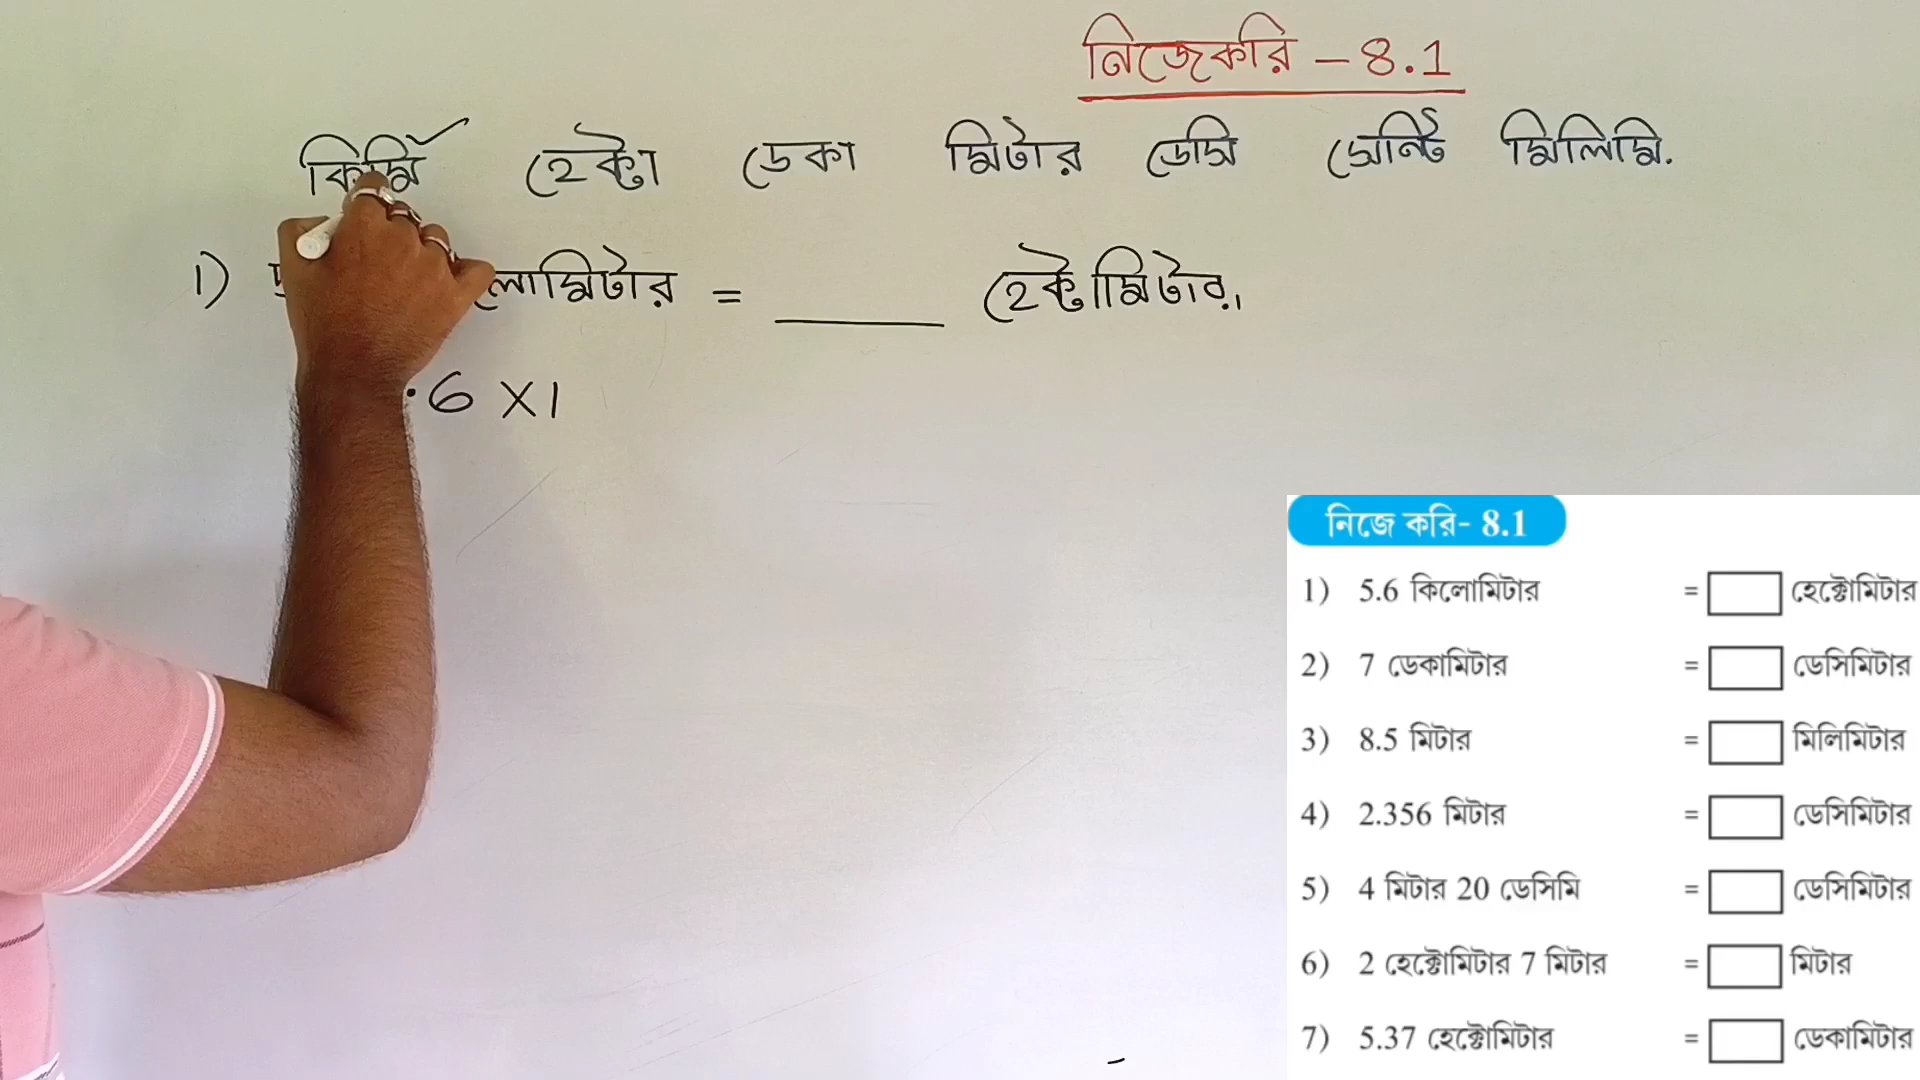 নিজেকরি – 8.1
কিমি হেক্টো ডেকা মিটার ডেসি সেন্টি মিলিমি.
1) লোমিটার = ____ হেক্টোমিটার।
.6 × 1
নিজে করি- 8.1
1) 5.6 কিলোমিটার = হেক্টোমিটার
2) 7 ডেকামিটার = ডেসিমিটার
3) 8.5 মিটার = মিলিমিটার
4) 2.356 মিটার = ডেসিমিটার
5) 4 মিটার 20 ডেসিমি = ডেসিমিটার
6) 2 হেক্টোমিটার 7 মিটার = মিটার
7) 5.37 হেক্টোমিটার = ডেকামিটার